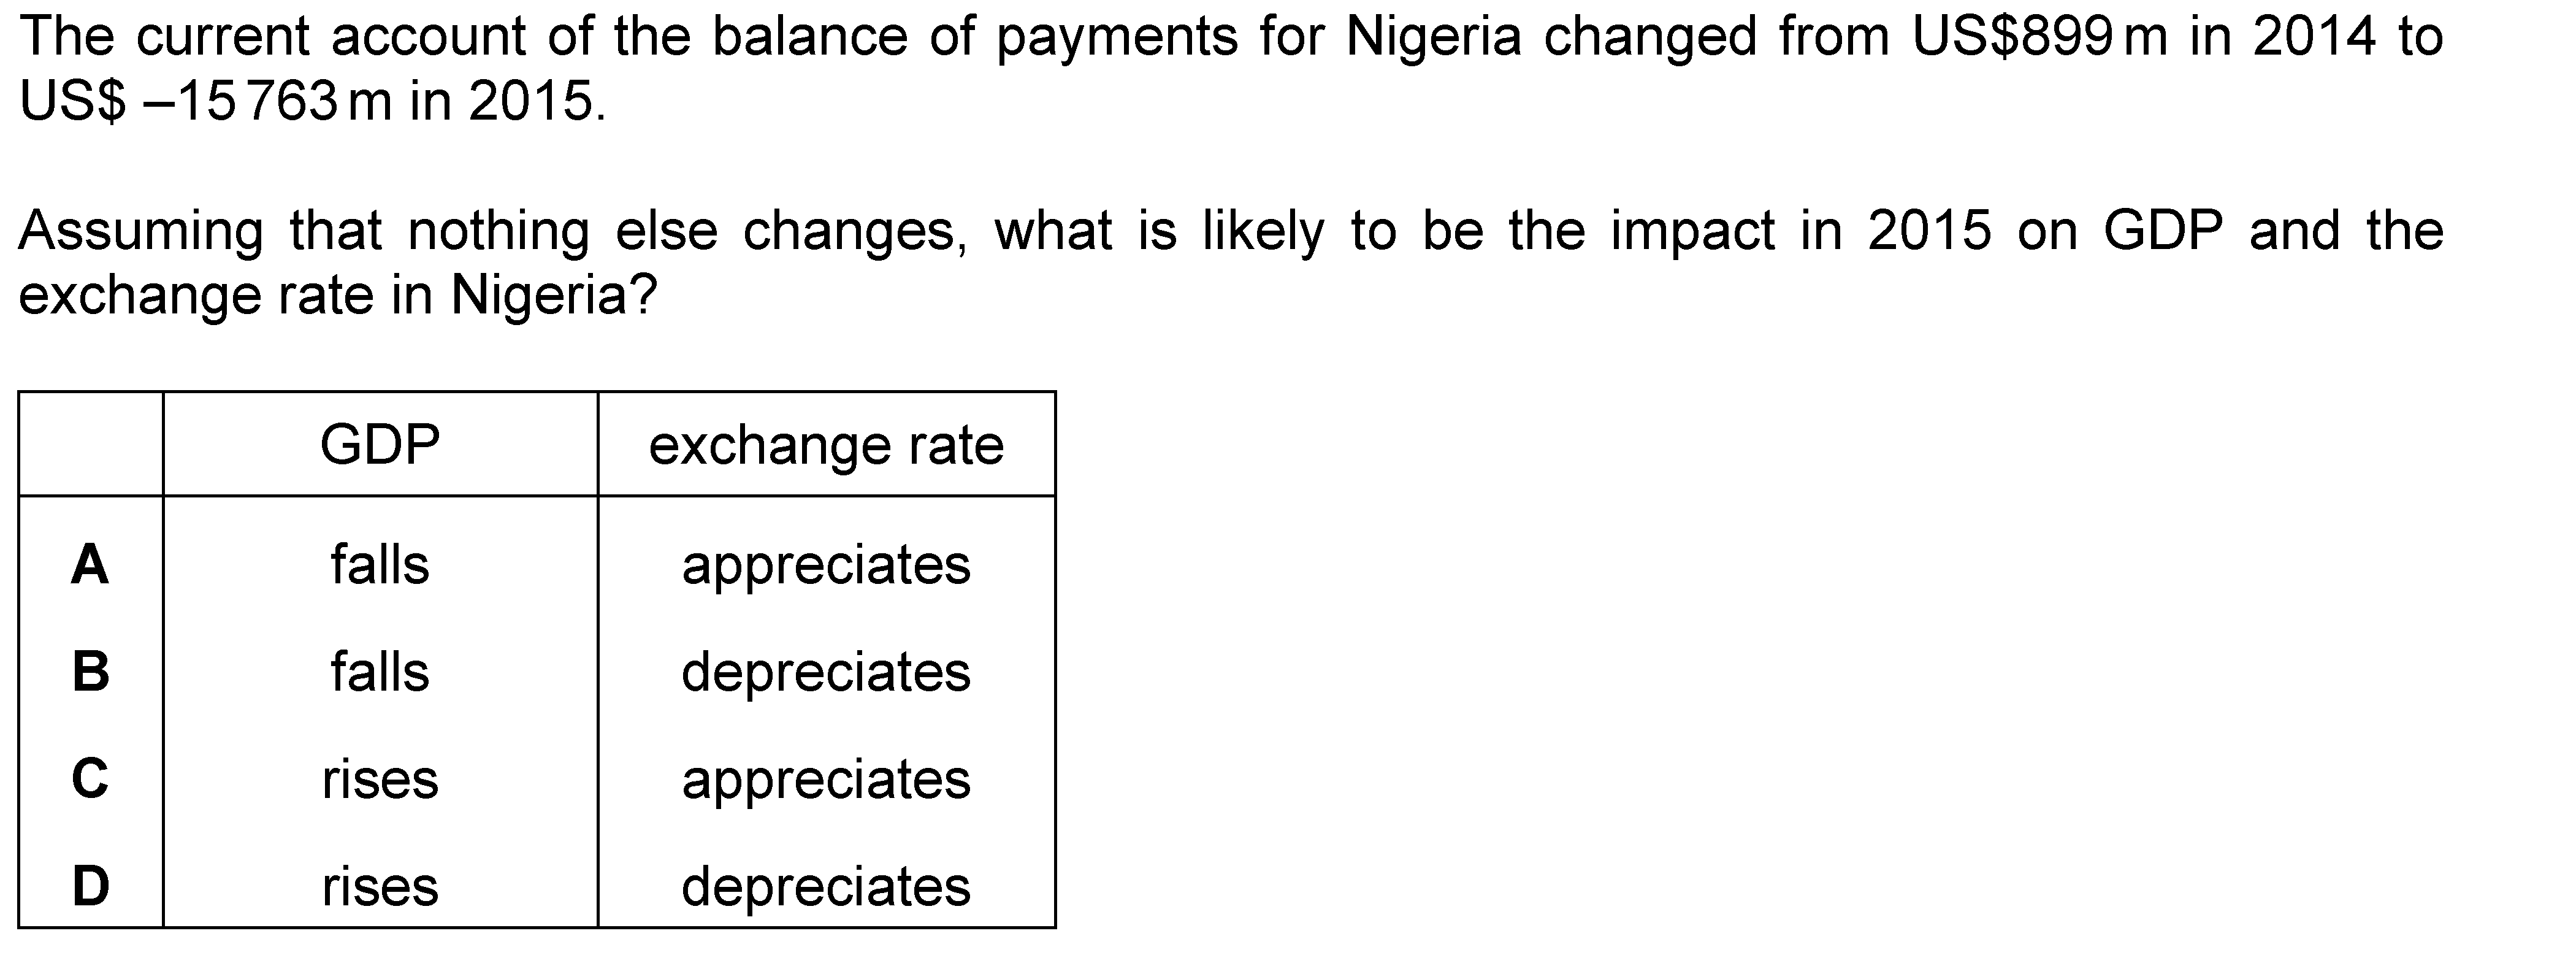 The current account of the balance of payments for Nigeria changed from US$899 m in 2014 to
US$ –15 763 m in 2015.
Assuming that nothing else changes, what is likely to be the impact in 2015 on GDP and the
exchange rate in Nigeria?
GDP exchange rate
A falls appreciates
B falls depreciates
C rises appreciates
D rises depreciates